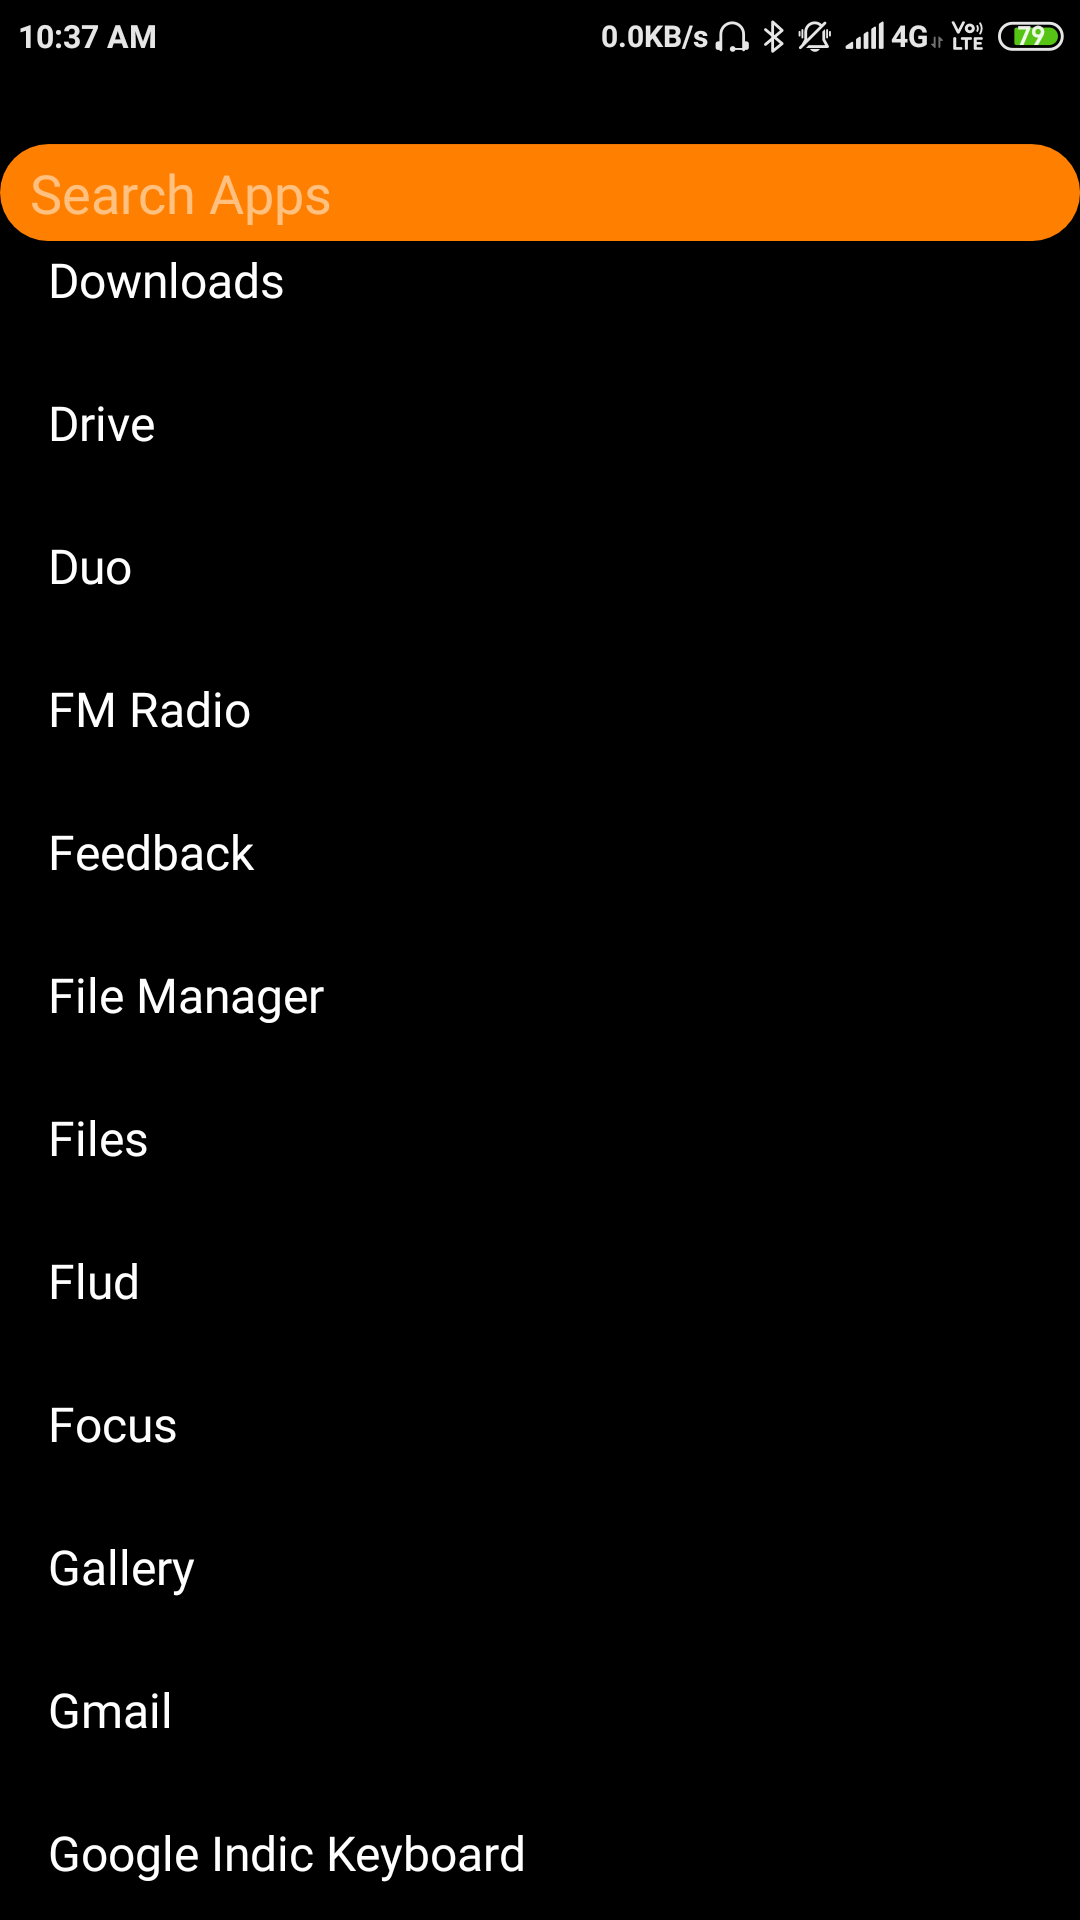 10:37 AM 0.0KB/s 4G Vo LTE 79
Search Apps
Downloads
Drive
Duo
FM Radio
Feedback
File Manager
Files
Flud
Focus
Gallery
Gmail
Google Indic Keyboard